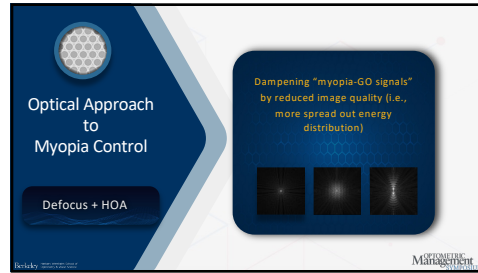 Optical Approach
to
Myopia Control
Defocus + HOA
Dampening "myopia-GO signals"
by reduced image quality (i.e.,
more spread out energy
distribution)
Berkeley
OPTOMETRIC
Management
SYMPOSIUM